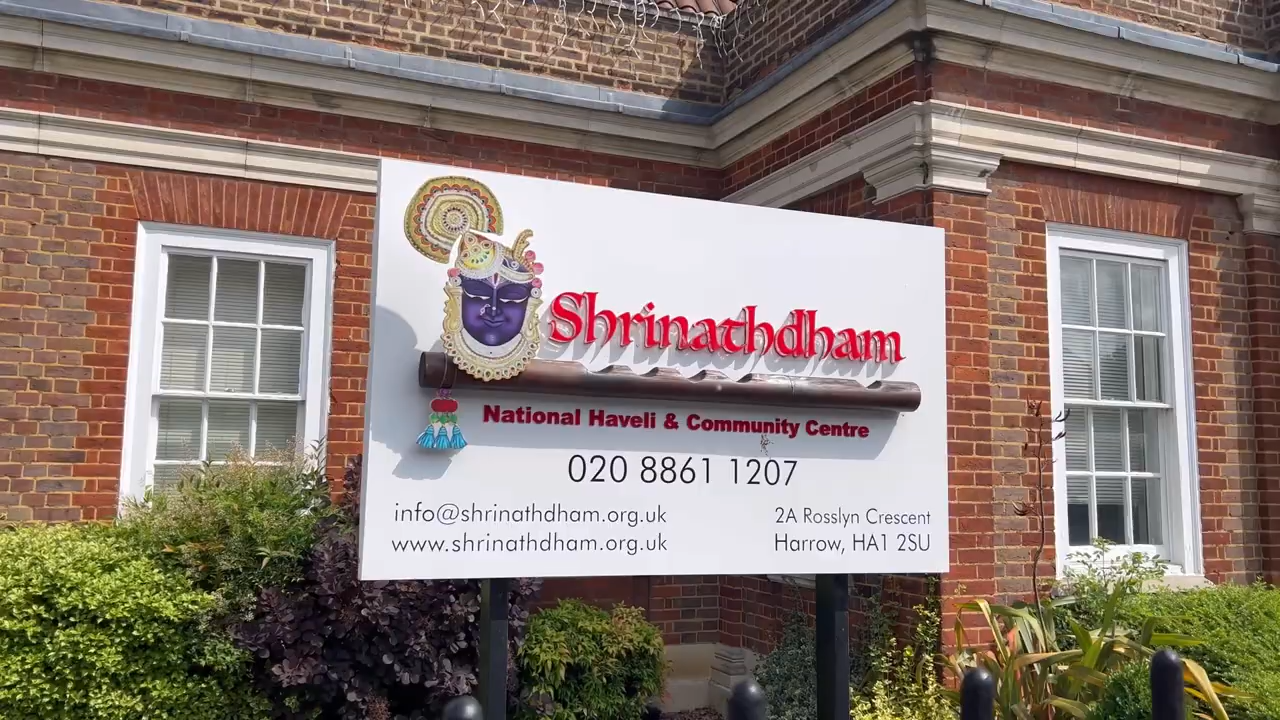 Shrinathdham
National Haveli & Community Centre
020 8861 1207
info@shrinathdham.org.uk
www.shrinathdham.org.uk
2A Rosslyn Crescent
Harrow, HA1 2SU